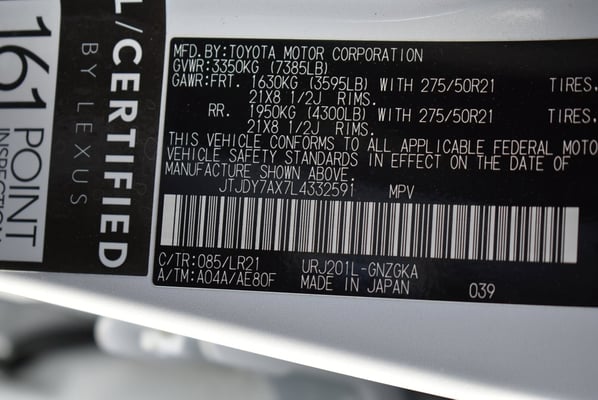 L/CERTIFIED
BY LEXUS
161
POINT
INSPECTION
MFD.BY:TOYOTA MOTOR CORPORATION
GVWR:3350KG (7385LB)
GAWR:FRT. 1630KG (3595LB) WITH 275/50R21 TIRES.
21X8 1/2J RIMS.
RR. 1950KG (4300LB) WITH 275/50R21 TIRES.
21X8 1/2J RIMS.
THIS VEHICLE CONFORMS TO ALL APPLICABLE FEDERAL MOTO
VEHICLE SAFETY STANDARDS IN EFFECT ON THE DATE OF
MANUFACTURE SHOWN ABOVE.
JTJDY7AX7L4332591 MPV
C/TR:085/LR21 URJ201L-GNZGKA
A/TM:A04A/AE80F MADE IN JAPAN 039